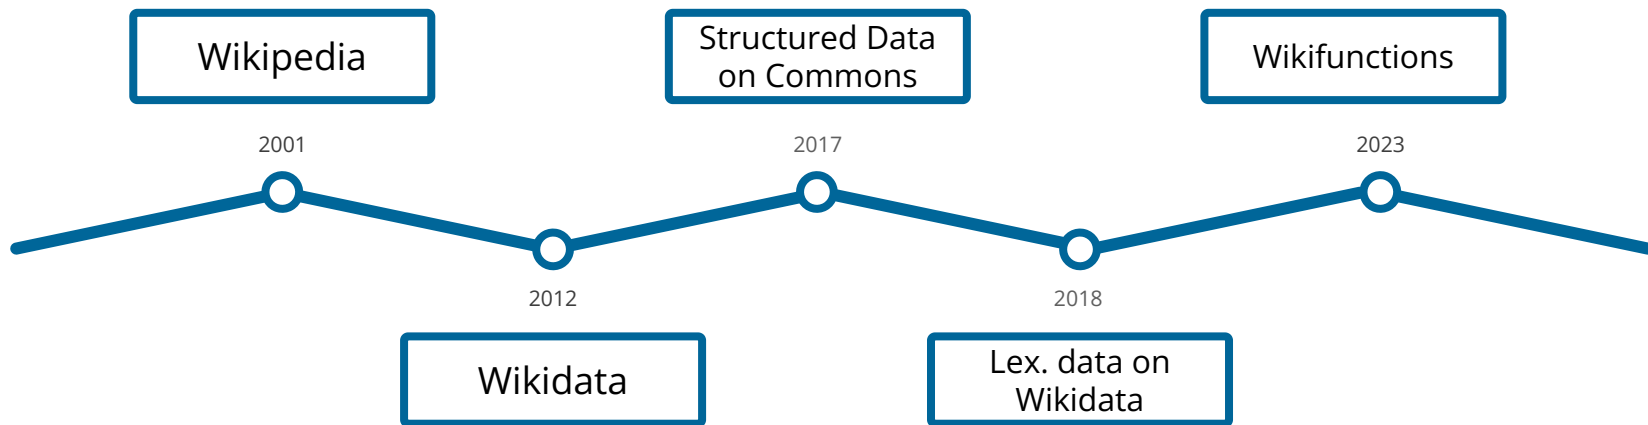 Wikipedia
2001
2012
Wikidata
Structured Data
on Commons
2017
2018
Lex. data on
Wikidata
Wikifunctions
2023